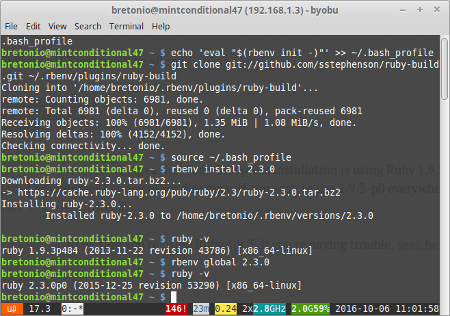 bretonio@mintconditional47 (192.168.1.3) - byobu
File Edit View Search Terminal Help
.bash_profile
bretonio@mintconditional47 ~ $ echo 'eval "$(rbenv init -)"' >> ~/.bash_profile
bretonio@mintconditional47 ~ $ git clone git://github.com/sstephenson/ruby-build
.git ~/.rbenv/plugins/ruby-build
Cloning into '/home/bretonio/.rbenv/plugins/ruby-build'...
remote: Counting objects: 6981, done.
remote: Total 6981 (delta 0), reused 0 (delta 0), pack-reused 6981
Receiving objects: 100% (6981/6981), 1.35 MiB | 1.08 MiB/s, done.
Resolving deltas: 100% (4152/4152), done.
Checking connectivity... done.
bretonio@mintconditional47 ~ $ source ~/.bash_profile
bretonio@mintconditional47 ~ $ rbenv install 2.3.0
Downloading ruby-2.3.0.tar.bz2...
-> https://cache.ruby-lang.org/pub/ruby/2.3/ruby-2.3.0.tar.bz2
Installing ruby-2.3.0...
Installed ruby-2.3.0 to /home/bretonio/.rbenv/versions/2.3.0
bretonio@mintconditional47 ~ $ ruby -v
ruby 1.9.3p484 (2013-11-22 revision 43786) [x86_64-linux]
bretonio@mintconditional47 ~ $ rbenv global 2.3.0
bretonio@mintconditional47 ~ $ ruby -v
ruby 2.3.0p0 (2015-12-25 revision 53290) [x86_64-linux]
bretonio@mintconditional47 ~ $
17.3 0:-* 146! 23m 0.24 2x2.8GHz 2.0G59% 2016-10-06 11:01:58